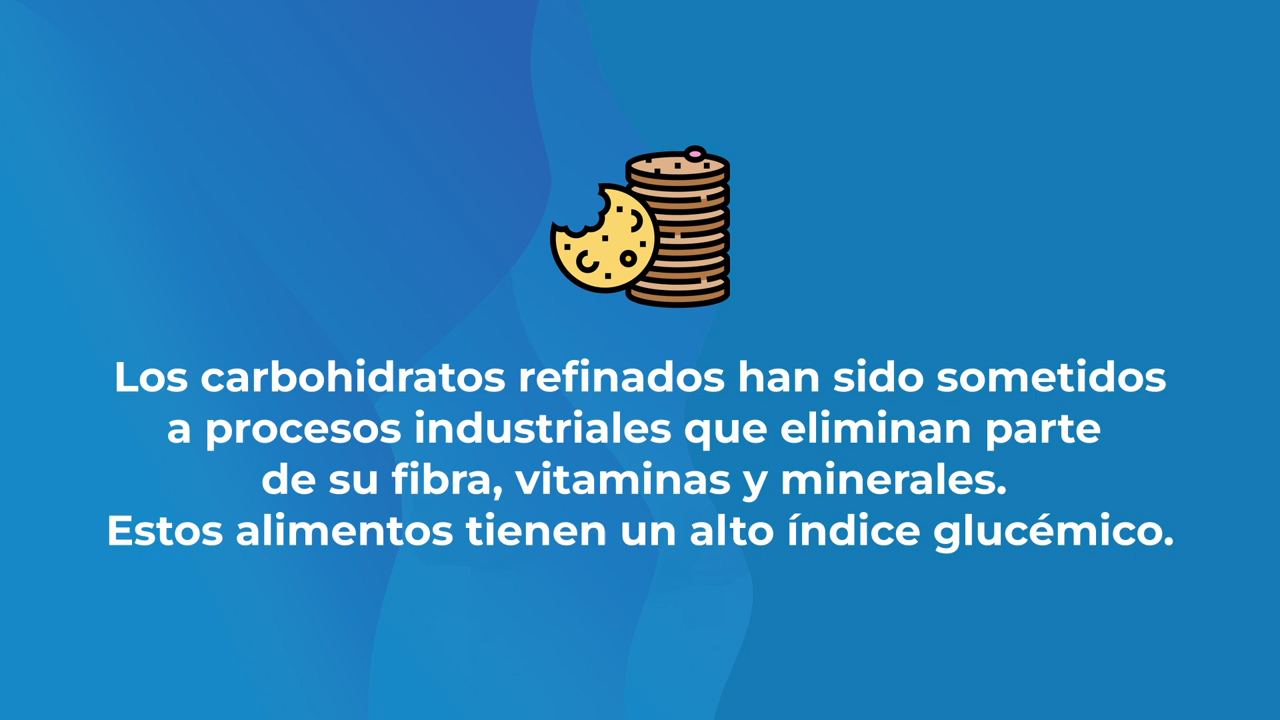 Los carbohidratos refinados han sido sometidos
a procesos industriales que eliminan parte
de su fibra, vitaminas y minerales.
Estos alimentos tienen un alto índice glucémico.